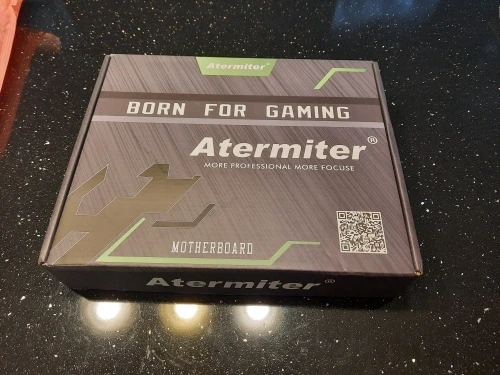 Atermiter®
BORN FOR GAMING
Atermiter®
MORE PROFESSIONAL MORE FOCUSE
MOTHERBOARD
Atermiter®